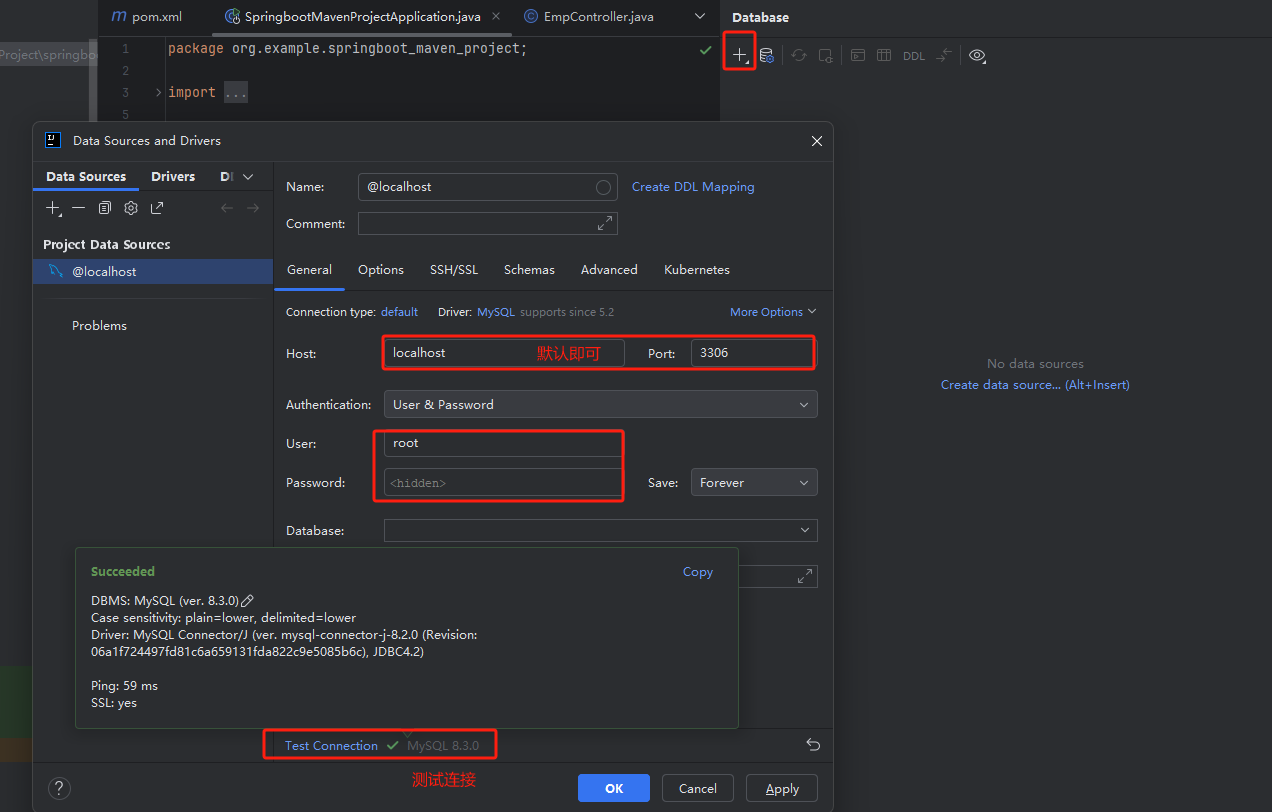 pom.xml
SpringbootMavenProjectApplication.java
EmpController.java
Database
Project\springbo
1 package org.example.springboot_maven_project;
2
3 import ...
5
DDL
Data Sources and Drivers
Data Sources Drivers
Name: @localhost Create DDL Mapping
Comment:
Project Data Sources
@localhost
Problems
General Options SSH/SSL Schemas Advanced Kubernetes
Connection type: default Driver: MySQL supports since 5.2 More Options
Host: localhost 默认即可 Port: 3306
Authentication: User & Password
User: root
Password: <hidden> Save: Forever
Database:
No data sources
Create data source... (Alt+Insert)
Succeeded Copy
DBMS: MySQL (ver. 8.3.0)
Case sensitivity: plain=lower, delimited=lower
Driver: MySQL Connector/J (ver. mysql-connector-j-8.2.0 (Revision:
06a1f724497fd81c6a659131fda822c9e5085b6c), JDBC4.2)
Ping: 59 ms
SSL: yes
Test Connection MySQL 8.3.0
测试连接
? OK Cancel Apply